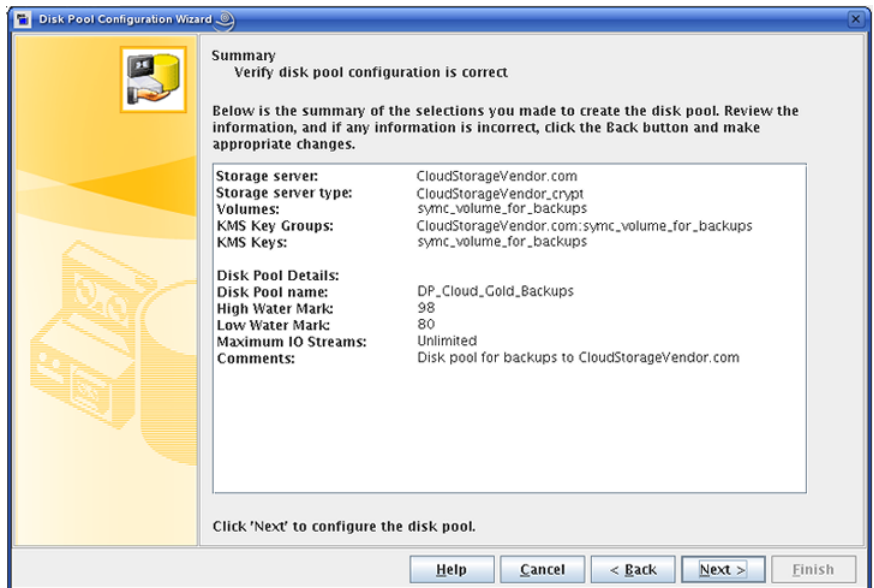 Disk Pool Configuration Wizard
Summary
Verify disk pool configuration is correct
Below is the summary of the selections you made to create the disk pool. Review the
information, and if any information is incorrect, click the Back button and make
appropriate changes.
Storage server: CloudStorageVendor.com
Storage server type: CloudStorageVendor_crypt
Volumes: symc_volume_for_backups
KMS Key Groups: CloudStorageVendor.com:symc_volume_for_backups
KMS Keys: symc_volume_for_backups
Disk Pool Details:
Disk Pool name: DP_Cloud_Gold_Backups
High Water Mark: 98
Low Water Mark: 80
Maximum IO Streams: Unlimited
Comments: Disk pool for backups to CloudStorageVendor.com
Click 'Next' to configure the disk pool.
Help Cancel < Back Next > Finish